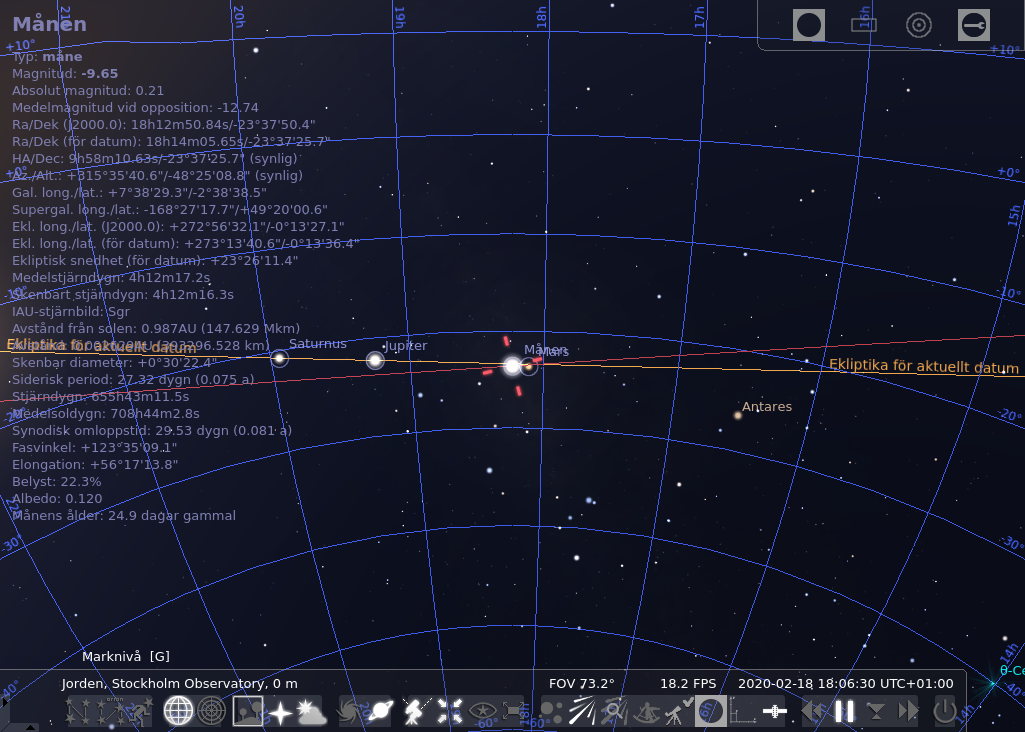 Månen
Typ: måne
Magnitud: -9.65
Absolut magnitud: 0.21
Medelmagnitud vid opposition: -12.74
Ra/Dek (J2000.0): 18h12m50.84s/-23°37'50.4"
Ra/Dek (för datum): 18h14m05.65s/-23°37'25.7"
HA/Dec: 9h58m10.63s/-23°37'25.7" (synlig)
Az./Alt.: +315°35'40.6"/-48°25'08.8" (synlig)
Gal. long./lat.: +7°38'29.3"/-2°38'38.5"
Supergal. long./lat.: -168°27'17.7"/+49°20'00.6"
Ekl. long./lat. (J2000.0): +272°56'32.1"/-0°13'27.1"
Ekl. long./lat. (för datum): +273°13'40.6"/-0°13'36.4"
Ekliptisk snedhet (för datum): +23°26'11.4"
Medelstjärndygn: 4h12m17.2s
Skenbart stjärndygn: 4h12m16.3s
IAU-stjärnbild: Sgr
Avstånd från solen: 0.987AU (147.629 Mkm)
Skenbar diameter: +0°30'22.4"
Siderisk period: 27.32 dygn (0.075 a)
Stjärndygn: 655h43m11.5s
Medelsoldygn: 708h44m2.8s
Synodisk omloppstid: 29.53 dygn (0.081 a)
Fasvinkel: +123°35'09.1"
Elongation: +56°17'13.8"
Belyst: 22.3%
Albedo: 0.120
Månens ålder: 24.9 dagar gammal
21h
20h
19h
18h
17h
16h
15h
+10°
+10°
+0°
+0°
-10°
-10°
-20°
-20°
-30°
-30°
-40°
-40°
14h
Ekliptika för aktuellt datum
Saturnus
Jupiter
Månen
Mars
Ekliptika för aktuellt datum
Antares
θ-Ce
Marknivå [G]
Jorden, Stockholm Observatory, 0 m
FOV 73.2°
18.2 FPS
2020-02-18 18:06:30 UTC+01:00
-60°
18h
16h
14h